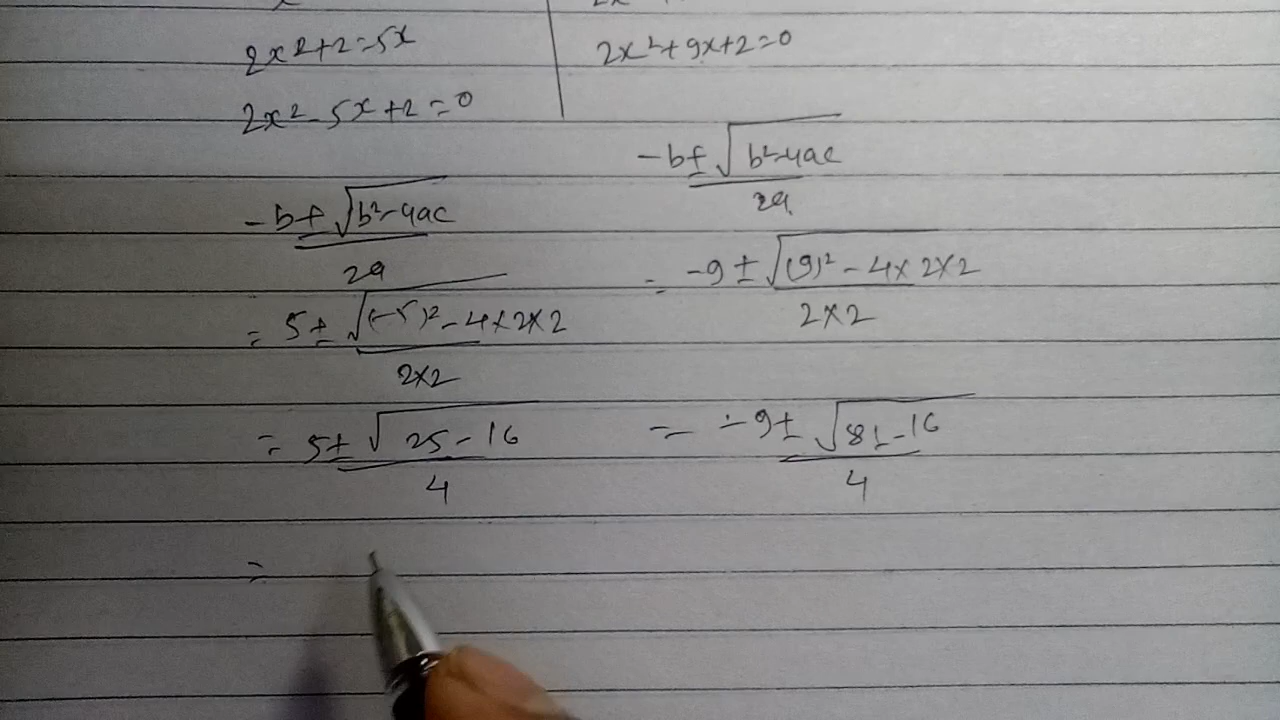 2x²+2=5x
2x²-5x+2=0
-b±√b²-4ac
2a
= 5±√(-5)²-4×2×2
2×2
= 5±√25-16
4
=
2x²+9x+2=0
-b±√b²-4ac
2a
= -9±√(9)²-4×2×2
2×2
= -9±√81-16
4